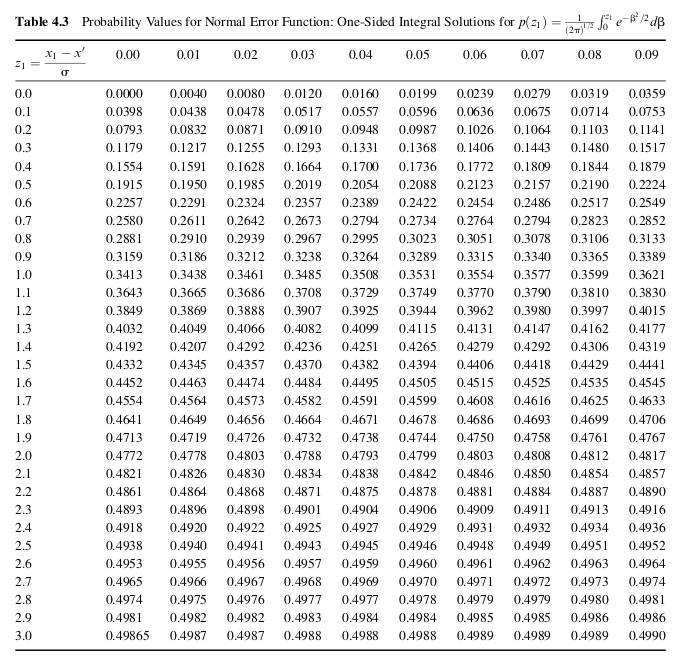 Table 4.3 Probability Values for Normal Error Function: One-Sided Integral Solutions for p(z₁) = 1/(2π)^{1/2} ∫₀^{z₁} e^{−β²/2}dβ
z₁ = (x₁ − x′)/σ 0.00 0.01 0.02 0.03 0.04 0.05 0.06 0.07 0.08 0.09
0.0 0.0000 0.0040 0.0080 0.0120 0.0160 0.0199 0.0239 0.0279 0.0319 0.0359
0.1 0.0398 0.0438 0.0478 0.0517 0.0557 0.0596 0.0636 0.0675 0.0714 0.0753
0.2 0.0793 0.0832 0.0871 0.0910 0.0948 0.0987 0.1026 0.1064 0.1103 0.1141
0.3 0.1179 0.1217 0.1255 0.1293 0.1331 0.1368 0.1406 0.1443 0.1480 0.1517
0.4 0.1554 0.1591 0.1628 0.1664 0.1700 0.1736 0.1772 0.1809 0.1844 0.1879
0.5 0.1915 0.1950 0.1985 0.2019 0.2054 0.2088 0.2123 0.2157 0.2190 0.2224
0.6 0.2257 0.2291 0.2324 0.2357 0.2389 0.2422 0.2454 0.2486 0.2517 0.2549
0.7 0.2580 0.2611 0.2642 0.2673 0.2794 0.2734 0.2764 0.2794 0.2823 0.2852
0.8 0.2881 0.2910 0.2939 0.2967 0.2995 0.3023 0.3051 0.3078 0.3106 0.3133
0.9 0.3159 0.3186 0.3212 0.3238 0.3264 0.3289 0.3315 0.3340 0.3365 0.3389
1.0 0.3413 0.3438 0.3461 0.3485 0.3508 0.3531 0.3554 0.3577 0.3599 0.3621
1.1 0.3643 0.3665 0.3686 0.3708 0.3729 0.3749 0.3770 0.3790 0.3810 0.3830
1.2 0.3849 0.3869 0.3888 0.3907 0.3925 0.3944 0.3962 0.3980 0.3997 0.4015
1.3 0.4032 0.4049 0.4066 0.4082 0.4099 0.4115 0.4131 0.4147 0.4162 0.4177
1.4 0.4192 0.4207 0.4292 0.4236 0.4251 0.4265 0.4279 0.4292 0.4306 0.4319
1.5 0.4332 0.4345 0.4357 0.4370 0.4382 0.4394 0.4406 0.4418 0.4429 0.4441
1.6 0.4452 0.4463 0.4474 0.4484 0.4495 0.4505 0.4515 0.4525 0.4535 0.4545
1.7 0.4554 0.4564 0.4573 0.4582 0.4591 0.4599 0.4608 0.4616 0.4625 0.4633
1.8 0.4641 0.4649 0.4656 0.4664 0.4671 0.4678 0.4686 0.4693 0.4699 0.4706
1.9 0.4713 0.4719 0.4726 0.4732 0.4738 0.4744 0.4750 0.4758 0.4761 0.4767
2.0 0.4772 0.4778 0.4803 0.4788 0.4793 0.4799 0.4803 0.4808 0.4812 0.4817
2.1 0.4821 0.4826 0.4830 0.4834 0.4838 0.4842 0.4846 0.4850 0.4854 0.4857
2.2 0.4861 0.4864 0.4868 0.4871 0.4875 0.4878 0.4881 0.4884 0.4887 0.4890
2.3 0.4893 0.4896 0.4898 0.4901 0.4904 0.4906 0.4909 0.4911 0.4913 0.4916
2.4 0.4918 0.4920 0.4922 0.4925 0.4927 0.4929 0.4931 0.4932 0.4934 0.4936
2.5 0.4938 0.4940 0.4941 0.4943 0.4945 0.4946 0.4948 0.4949 0.4951 0.4952
2.6 0.4953 0.4955 0.4956 0.4957 0.4959 0.4960 0.4961 0.4962 0.4963 0.4964
2.7 0.4965 0.4966 0.4967 0.4968 0.4969 0.4970 0.4971 0.4972 0.4973 0.4974
2.8 0.4974 0.4975 0.4976 0.4977 0.4977 0.4978 0.4979 0.4979 0.4980 0.4981
2.9 0.4981 0.4982 0.4982 0.4983 0.4984 0.4984 0.4985 0.4985 0.4986 0.4986
3.0 0.49865 0.4987 0.4987 0.4988 0.4988 0.4988 0.4989 0.4989 0.4989 0.4990